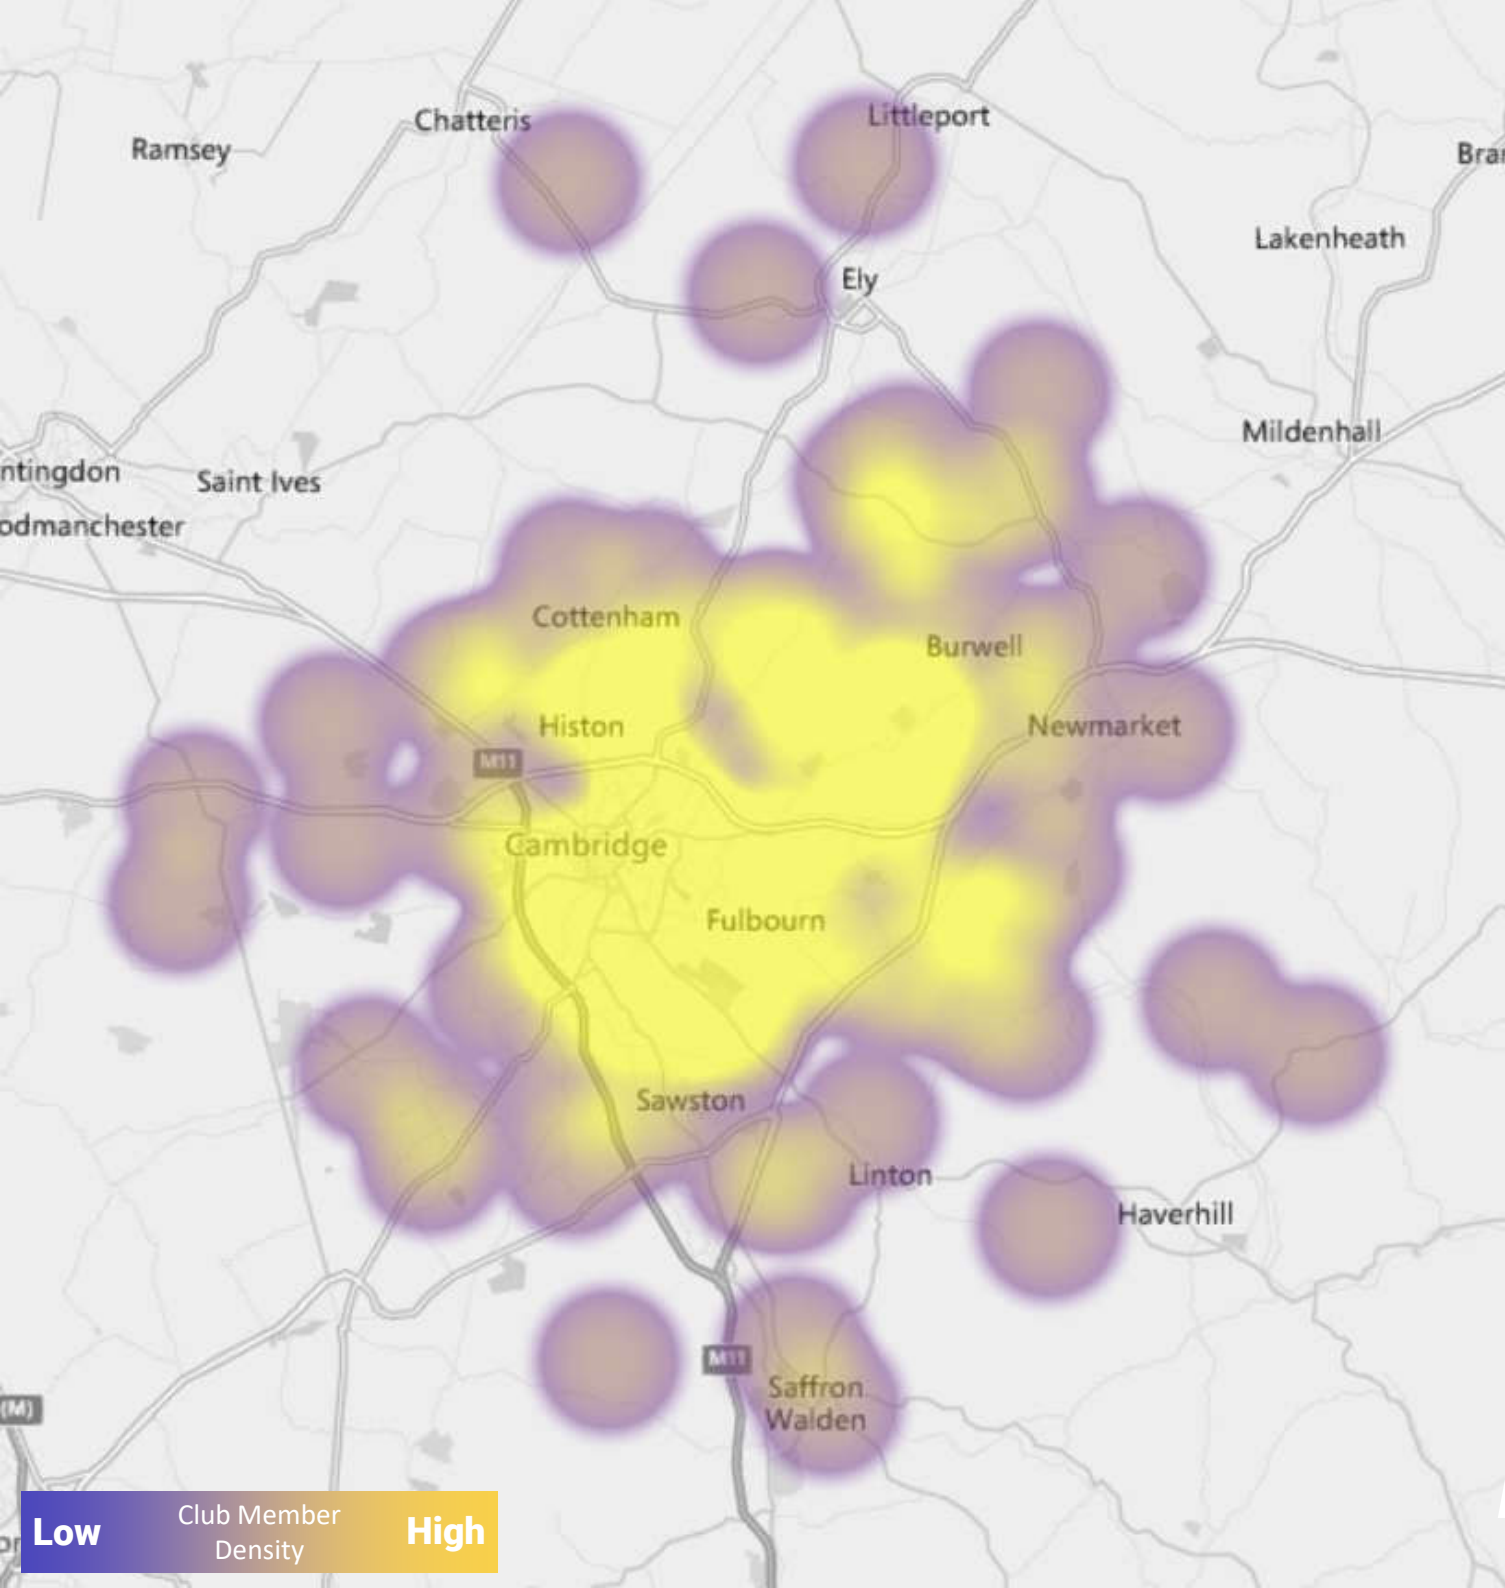 Littleport
Chatteris
Ramsey
Bra
Lakenheath
Ely
Mildenhall
ntingdon
Saint Ives
odmanchester
Cottenham
Burwell
Histon
Newmarket
M11
Cambridge
Fulbourn
Sawston
Linton
Haverhill
M11
Saffron
Walden
(M)
Low
Club Member
Density
High